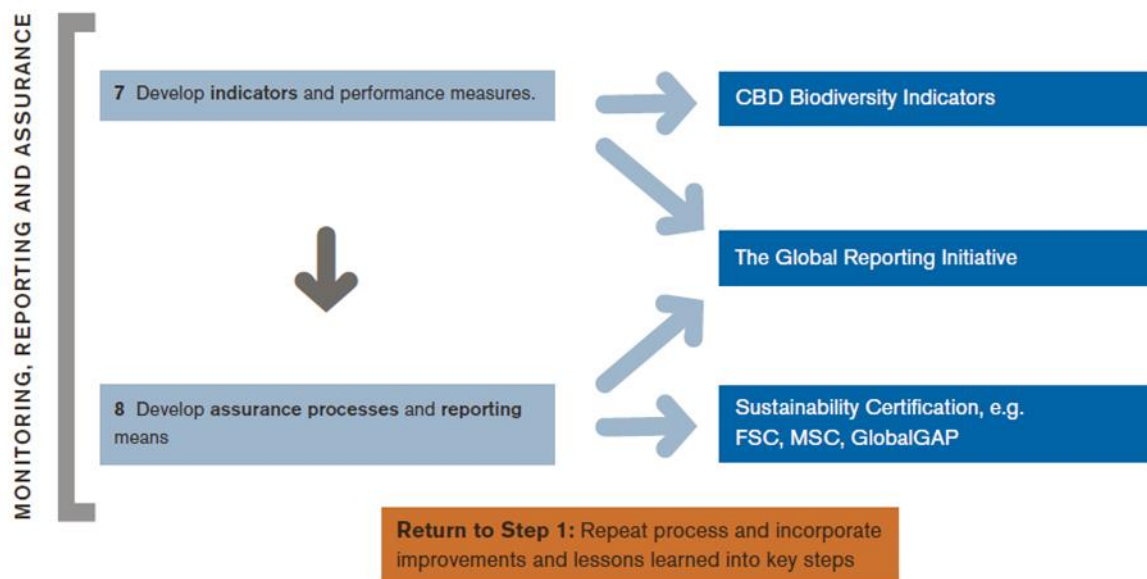 MONITORING, REPORTING AND ASSURANCE
7 Develop indicators and performance measures.
CBD Biodiversity Indicators
The Global Reporting Initiative
8 Develop assurance processes and reporting
means
Sustainability Certification, e.g.
FSC, MSC, GlobalGAP
Return to Step 1: Repeat process and incorporate
improvements and lessons learned into key steps